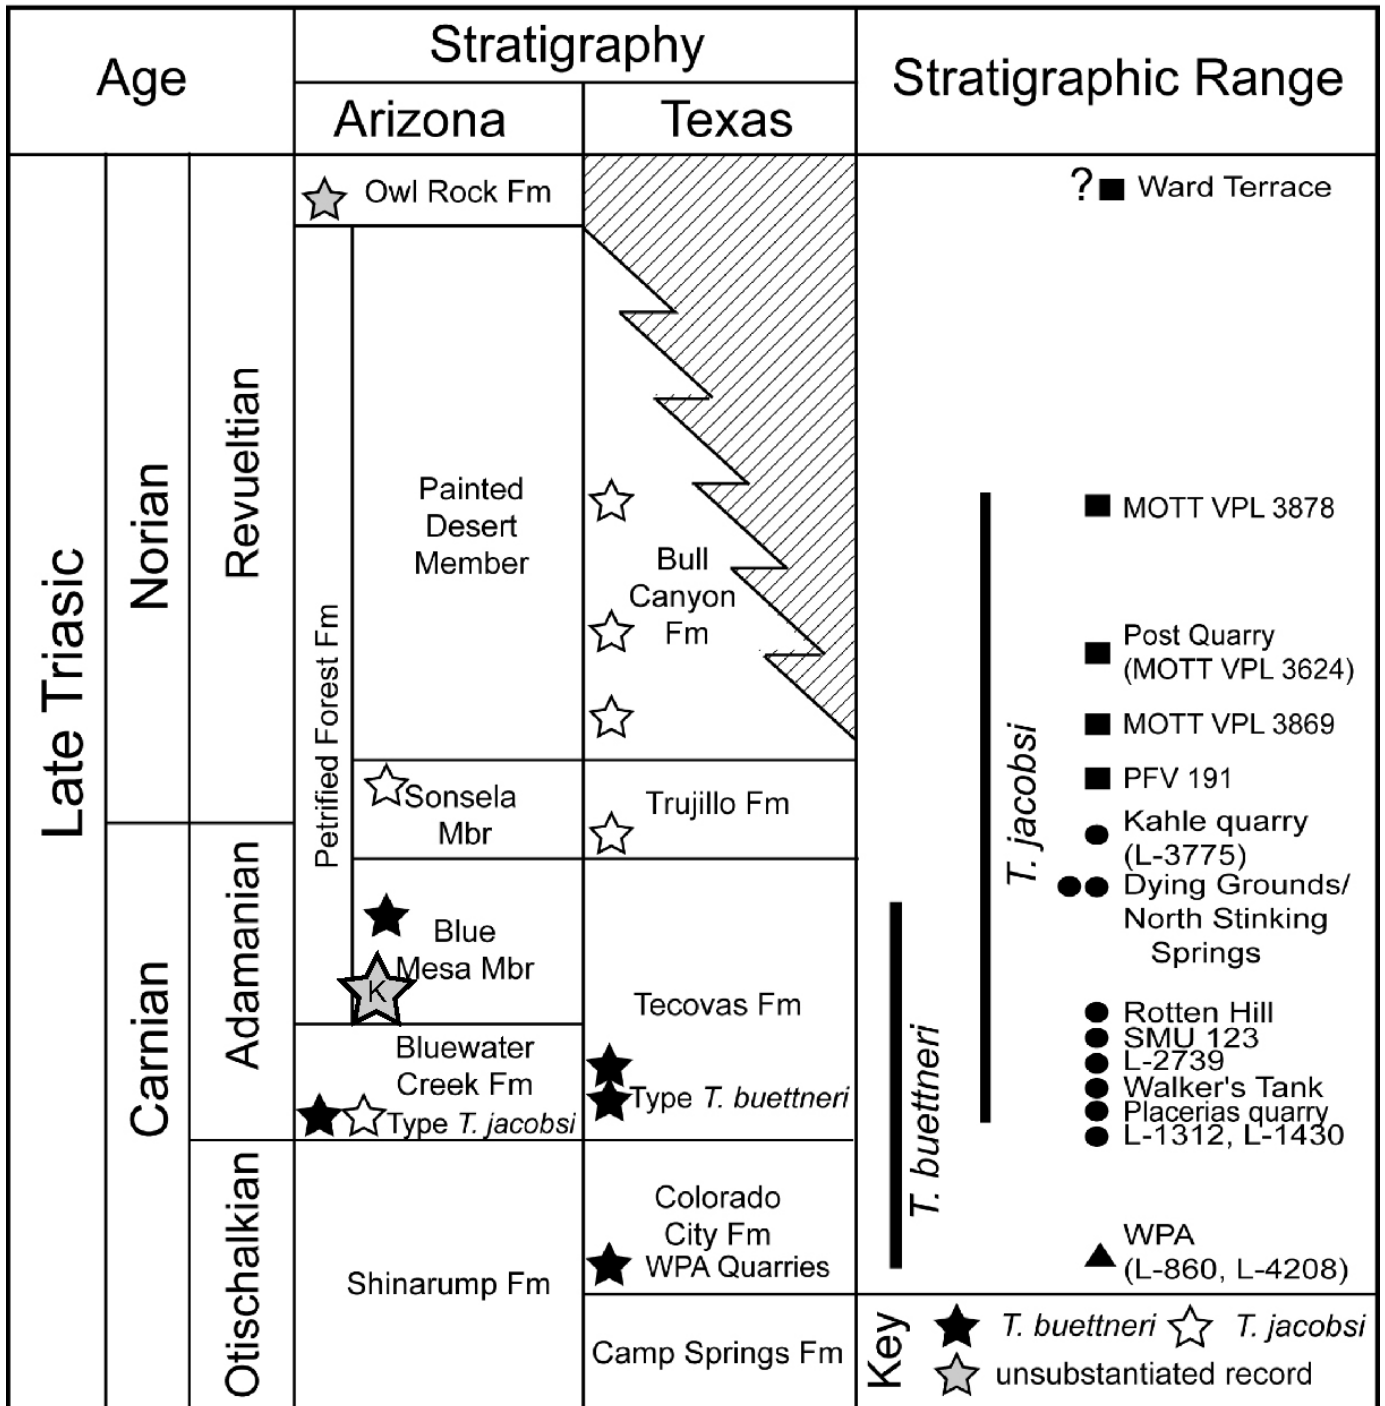 Age
Stratigraphy
Arizona
Texas
Stratigraphic Range
Late Triasic
Norian
Carnian
Revueltian
Adamanian
Otischalkian
Owl Rock Fm
Petrified Forest Fm
Painted
Desert
Member
Sonsela
Mbr
Blue
Mesa Mbr
K
Bluewater
Creek Fm
Type T. jacobsi
Shinarump Fm
Bull
Canyon
Fm
Trujillo Fm
Tecovas Fm
Type T. buettneri
Colorado
City Fm
WPA Quarries
Camp Springs Fm
T. buettneri
T. jacobsi
? Ward Terrace
MOTT VPL 3878
Post Quarry
(MOTT VPL 3624)
MOTT VPL 3869
PFV 191
Kahle quarry
(L-3775)
Dying Grounds/
North Stinking
Springs
Rotten Hill
SMU 123
L-2739
Walker's Tank
Placerias quarry
L-1312, L-1430
WPA
(L-860, L-4208)
Key
T. buettneri T. jacobsi
unsubstantiated record